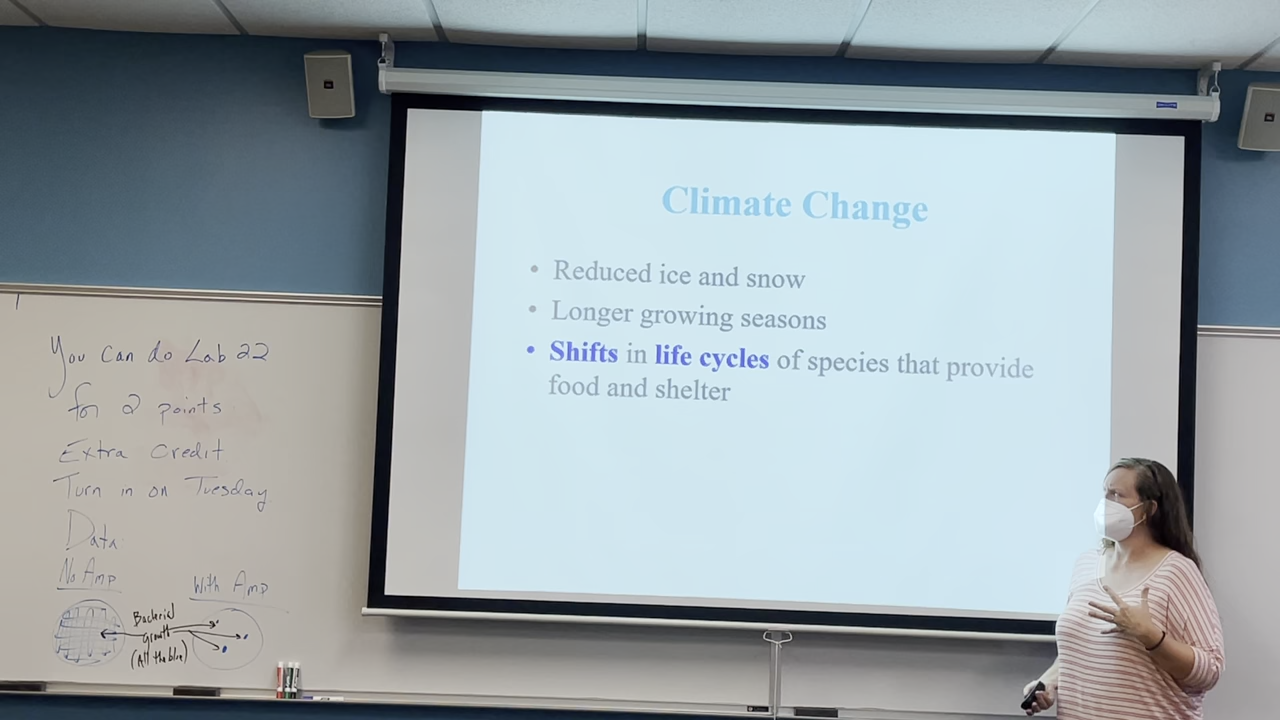 You can do Lab 22
for 2 points
Extra Credit
Turn in on Tuesday
Data
No Amp
With Amp
Bacterial
growth
(All the blue)
Climate Change
• Reduced ice and snow
• Longer growing seasons
• Shifts in life cycles of species that provide
food and shelter